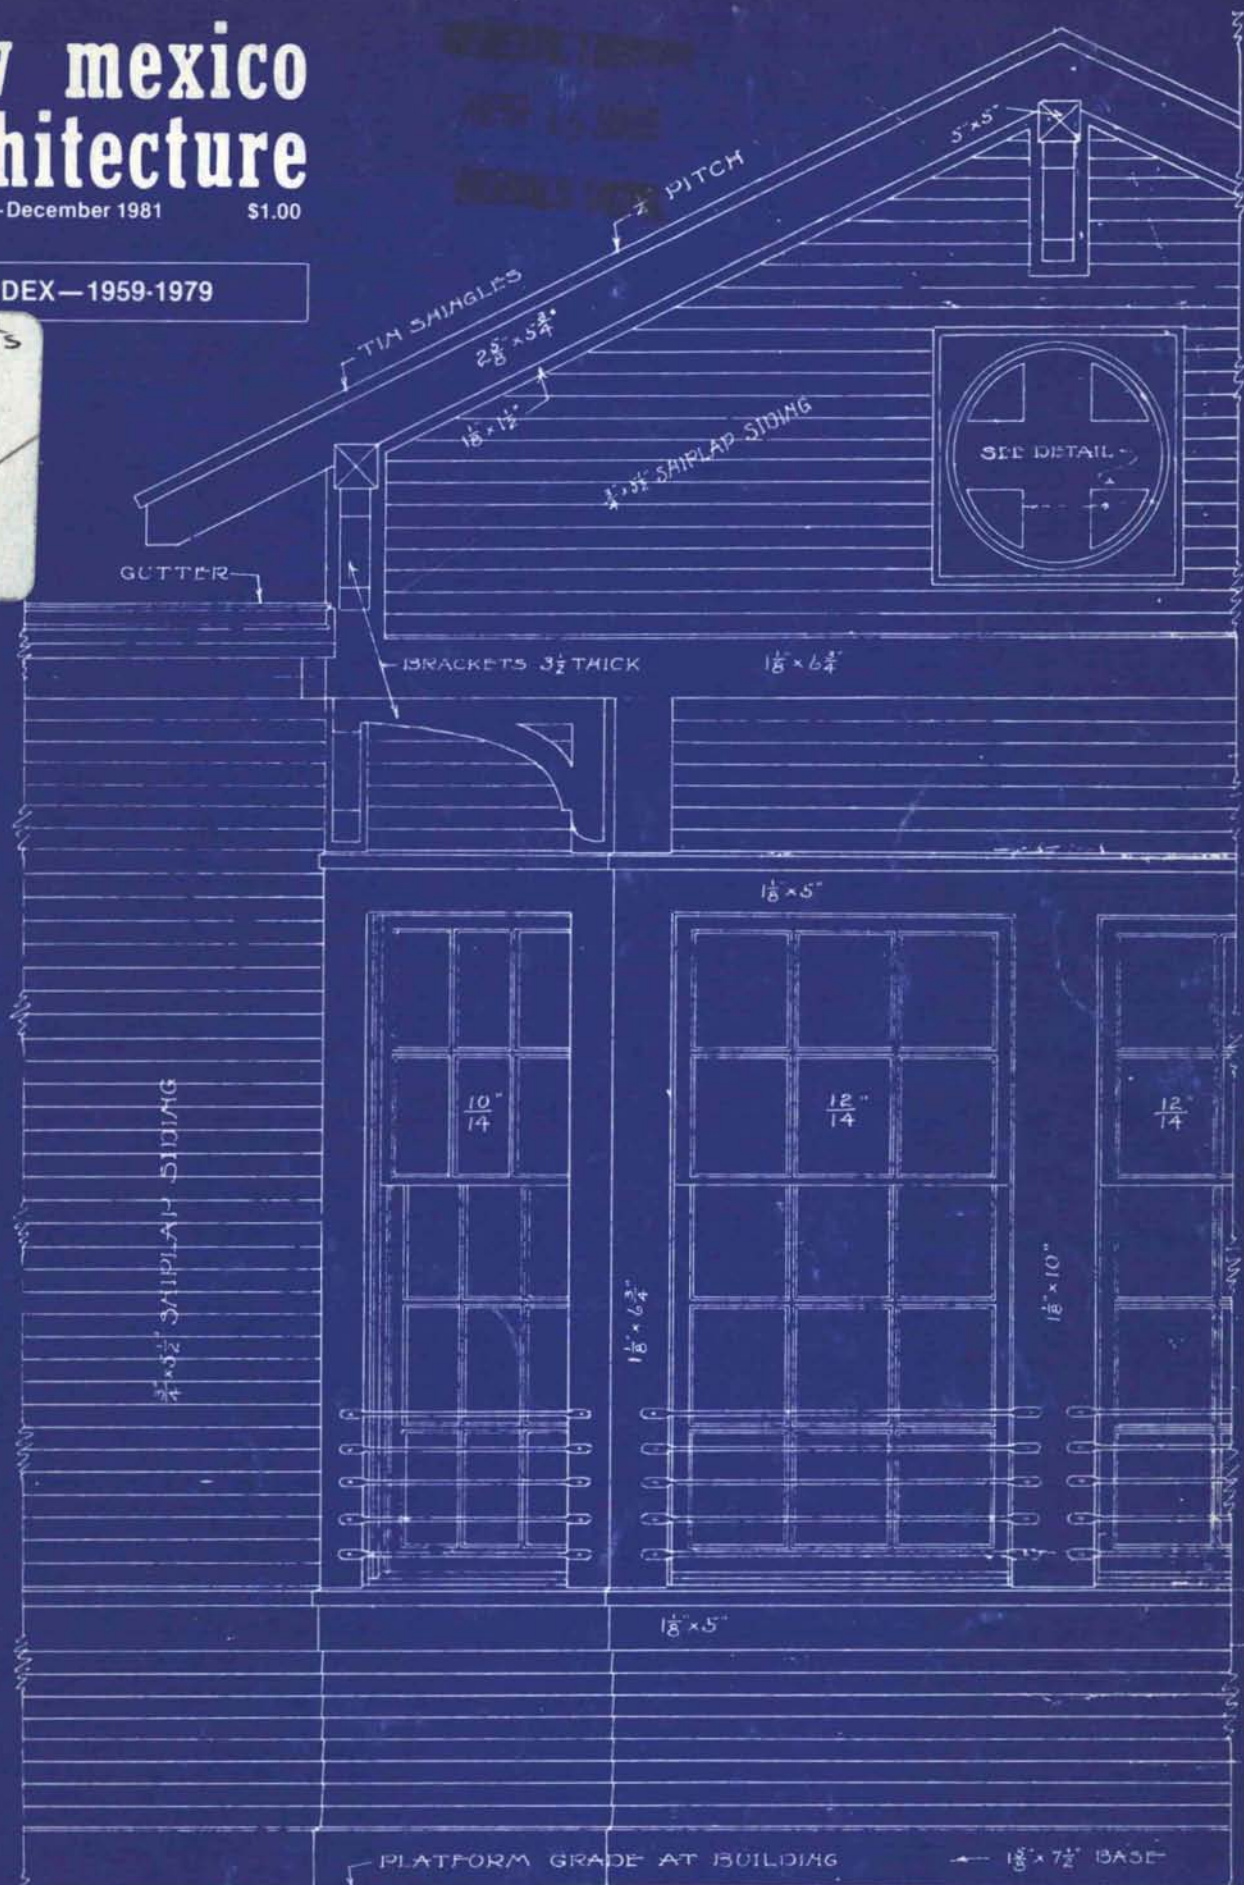 mexico
hitecture
-December 1981 $1.00
DEX—1959-1979
S
5"x5"
¼ PITCH
TIN SHINGLES
2⅝"x5¾"
1⅛"x1½"
¾"x5½" SHIPLAP SIDING
SEE DETAIL
GUTTER
BRACKETS 3½" THICK
1⅛"x6¾"
1⅛"x5"
10"/14
12"/14
12"/14
¾"x5½" SHIPLAP SIDING
1⅛"x6¾"
1⅛"x10"
1⅛"x5"
PLATFORM GRADE AT BUILDING
1⅝"x7½" BASE